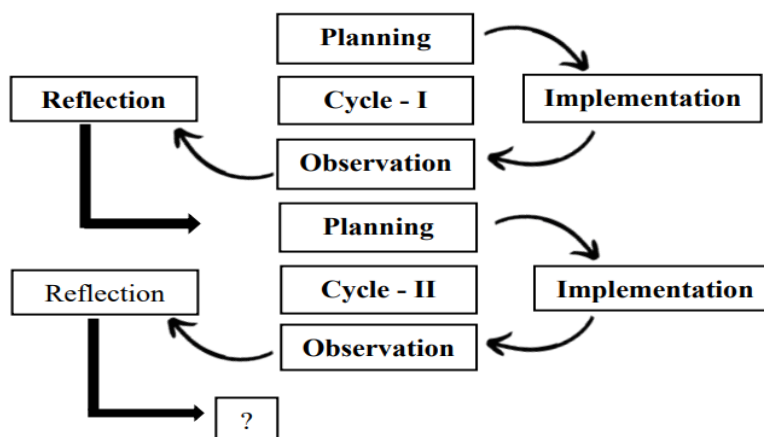 Planning
Reflection
Cycle - I
Implementation
Observation
Planning
Reflection
Cycle - II
Implementation
Observation
?